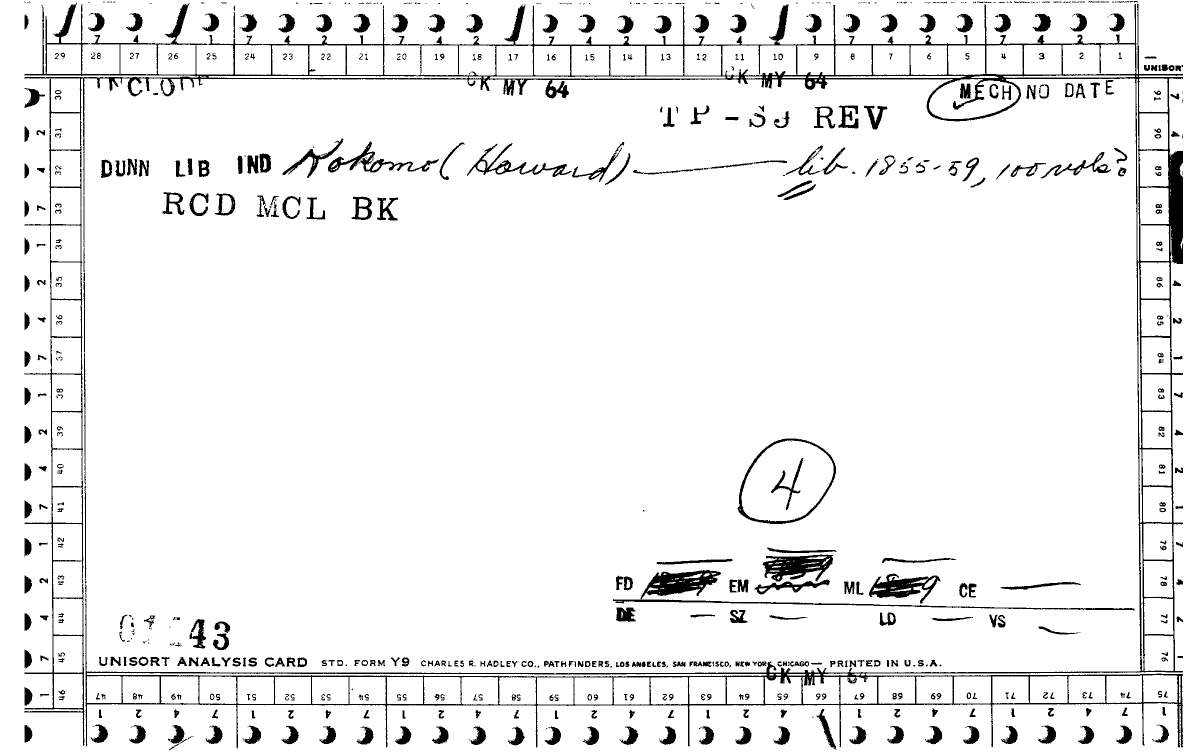 7 4 2 1 7 4 2 1 7 4 2 1 7 4 2 1 7 4 2 1 7 4 2 1 7 4 2 1
29 28 27 26 25 24 23 22 21 20 19 18 17 16 15 14 13 12 11 10 9 8 7 6 5 4 3 2 1
UNISORT
INCLUDE CK MY 64 CK MY 64 MECH NO DATE
TP-SJ REV
DUNN LIB IND Kokomo (Howard) — lib. 1855-59, 100 vols?
RCD MCL BK
30 31 32 33 34 35 36 37 38 39 40 41 42 43 44 45 46
91 90 89 88 87 86 85 84 83 82 81 80 79 78 77 76 75
4
FD EM ML CE
DE SZ LD VS
43
UNISORT ANALYSIS CARD STD. FORM Y9 CHARLES R. HADLEY CO., PATHFINDERS, LOS ANGELES, SAN FRANCISCO, NEW YORK, CHICAGO — PRINTED IN U.S.A.
CK MY 64
47 48 49 50 51 52 53 54 55 56 57 58 59 60 61 62 63 64 65 66 67 68 69 70 71 72 73 74
1 2 4 7 1 2 4 7 1 2 4 7 1 2 4 7 1 2 4 7 1 2 4 7 1 2 4 7